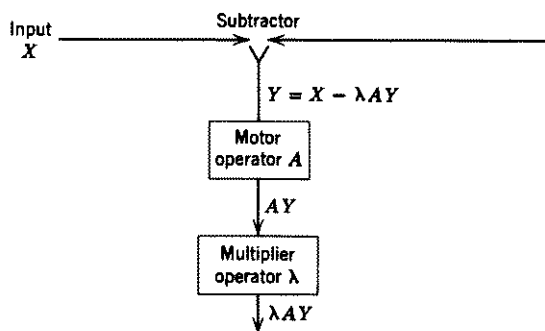 Subtractor
Input
X
Y = X − λAY
Motor
operator A
AY
Multiplier
operator λ
λAY